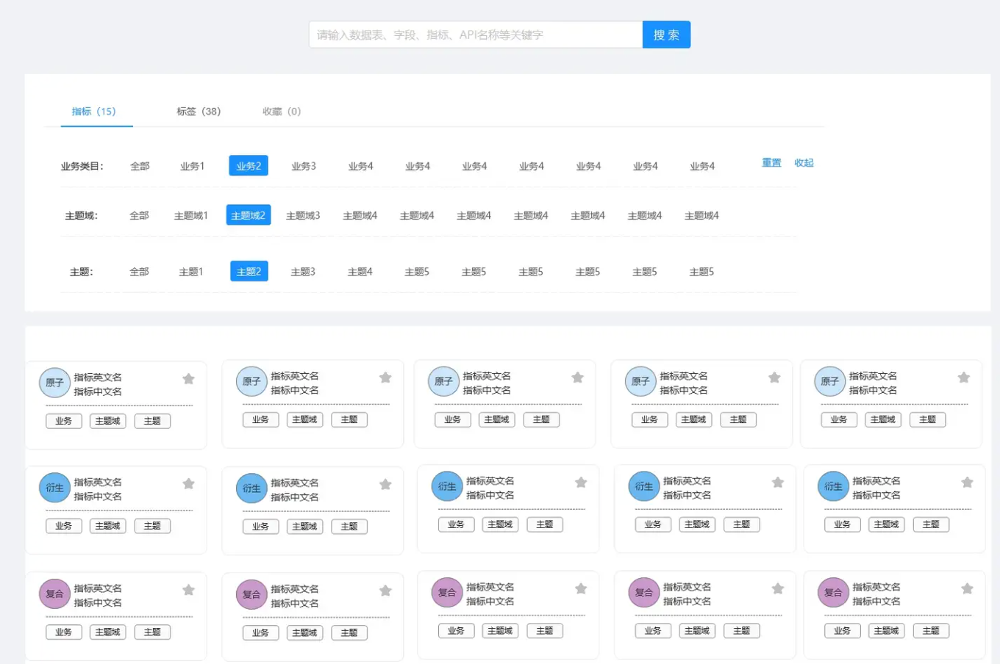 请输入数据表、字段、指标、API名称等关键字 搜 索
指标（15） 标签（38） 收藏（0）
业务类目： 全部 业务1 业务2 业务3 业务4 业务4 业务4 业务4 业务4 业务4 业务4 重置 收起
主题域： 全部 主题域1 主题域2 主题域3 主题域4 主题域4 主题域4 主题域4 主题域4 主题域4 主题域4
主题： 全部 主题1 主题2 主题3 主题4 主题5 主题5 主题5 主题5 主题5 主题5
原子 指标英文名 原子 指标英文名 原子 指标英文名 原子 指标英文名 原子 指标英文名
指标中文名 指标中文名 指标中文名 指标中文名 指标中文名
业务 主题域 主题 业务 主题域 主题 业务 主题域 主题 业务 主题域 主题 业务 主题域 主题
衍生 指标英文名 衍生 指标英文名 衍生 指标英文名 衍生 指标英文名 衍生 指标英文名
指标中文名 指标中文名 指标中文名 指标中文名 指标中文名
业务 主题域 主题 业务 主题域 主题 业务 主题域 主题 业务 主题域 主题 业务 主题域 主题
复合 指标英文名 复合 指标英文名 复合 指标英文名 复合 指标英文名 复合 指标英文名
指标中文名 指标中文名 指标中文名 指标中文名 指标中文名
业务 主题域 主题 业务 主题域 主题 业务 主题域 主题 业务 主题域 主题 业务 主题域 主题